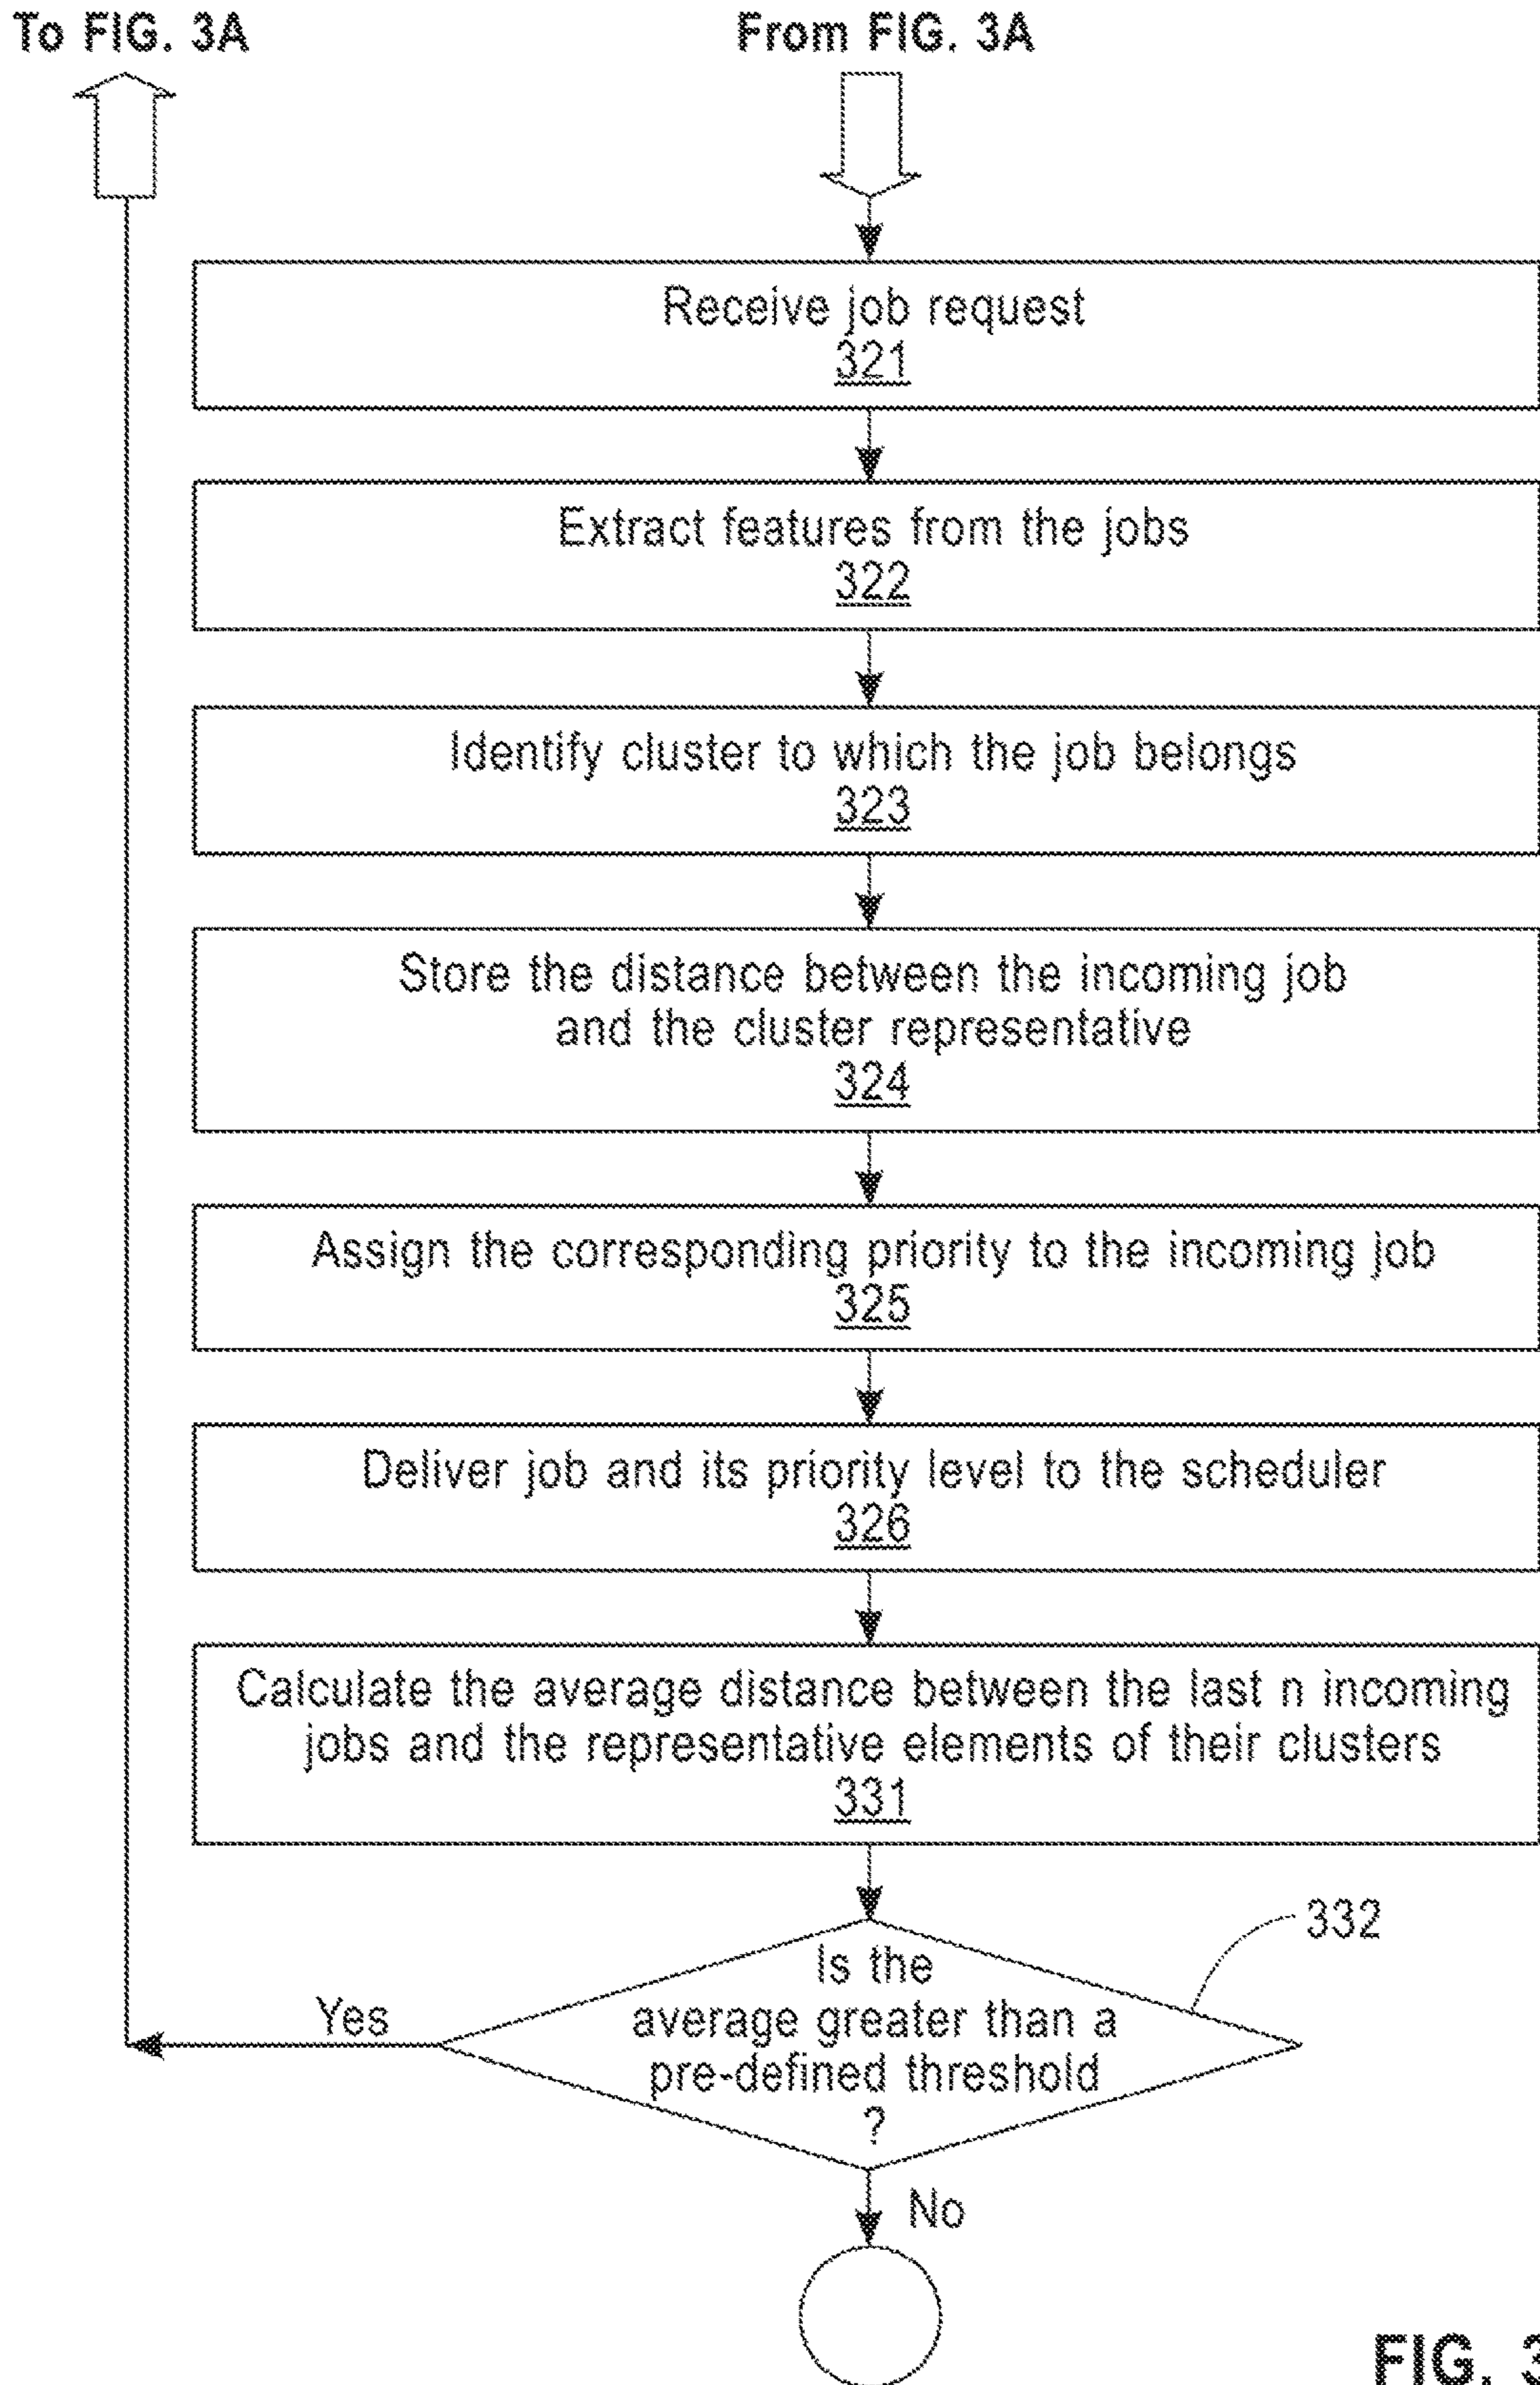 To FIG. 3A
From FIG. 3A
Receive job request
321
Extract features from the jobs
322
Identify cluster to which the job belongs
323
Store the distance between the incoming job
and the cluster representative
324
Assign the corresponding priority to the incoming job
325
Deliver job and its priority level to the scheduler
326
Calculate the average distance between the last n incoming
jobs and the representative elements of their clusters
331
332
Is the
average greater than a
pre-defined threshold
?
Yes
No
FIG. 3